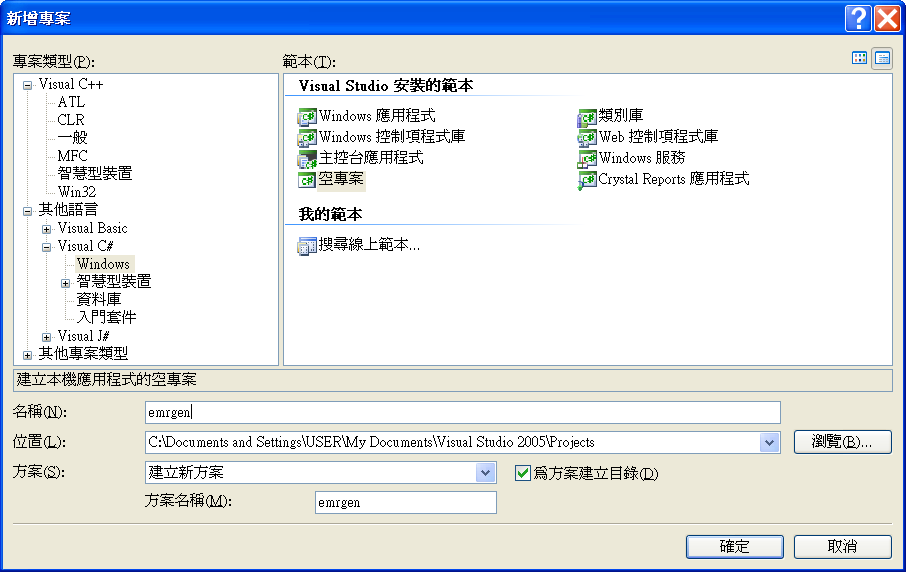 新增專案
專案類型(P):
範本(T):
Visual C++
ATL
CLR
一般
MFC
智慧型裝置
Win32
其他語言
Visual Basic
Visual C#
Windows
智慧型裝置
資料庫
入門套件
Visual J#
其他專案類型
Visual Studio 安裝的範本
Windows 應用程式
類別庫
Windows 控制項程式庫
Web 控制項程式庫
主控台應用程式
Windows 服務
空專案
Crystal Reports 應用程式
我的範本
搜尋線上範本...
建立本機應用程式的空專案
名稱(N):
emrgen
位置(L):
C:\Documents and Settings\USER\My Documents\Visual Studio 2005\Projects
瀏覽(B)...
方案(S):
建立新方案
為方案建立目錄(D)
方案名稱(M):
emrgen
確定
取消